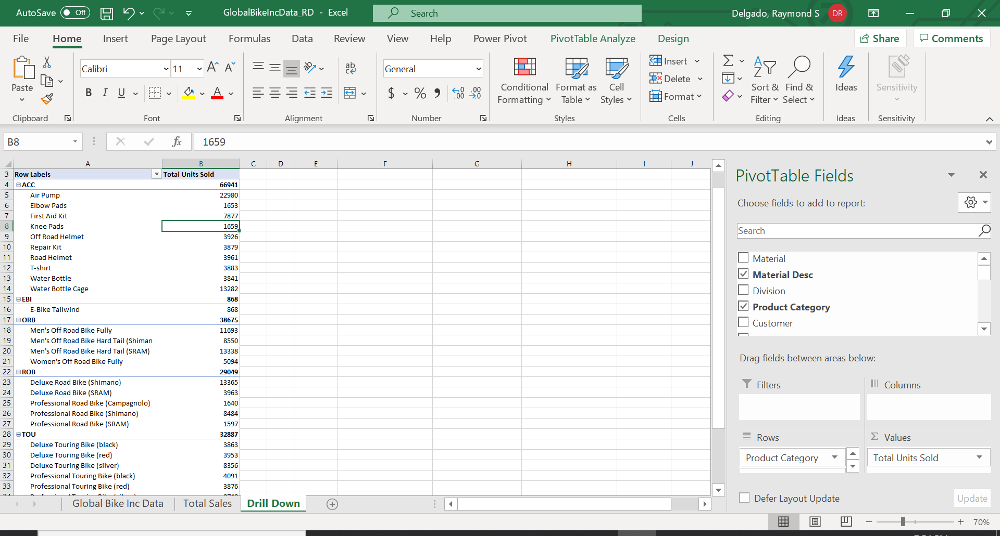 AutoSave Off GlobalBikeIncData_RD - Excel Search Delgado, Raymond S DR
File Home Insert Page Layout Formulas Data Review View Help Power Pivot PivotTable Analyze Design Share Comments
Paste
Clipboard
Calibri 11
B I U A
Font
ab
Alignment
General
$ % 9 .00 .00
Number
Conditional Formatting
Format as Table
Cell Styles
Styles
Insert
Delete
Format
Cells
Sort & Filter
Find & Select
Editing
Ideas
Ideas
Sensitivity
Sensitivity
B8 fx 1659
A B C D E F G H I J
3 Row Labels Total Units Sold
4 ACC 66941
5 Air Pump 22980
6 Elbow Pads 1653
7 First Aid Kit 7877
8 Knee Pads 1659
9 Off Road Helmet 3926
10 Repair Kit 3879
11 Road Helmet 3961
12 T-shirt 3883
13 Water Bottle 3841
14 Water Bottle Cage 13282
15 EBI 868
16 E-Bike Tailwind 868
17 ORB 38675
18 Men's Off Road Bike Fully 11693
19 Men's Off Road Bike Hard Tail (Shiman 8550
20 Men's Off Road Bike Hard Tail (SRAM) 13338
21 Women's Off Road Bike Fully 5094
22 ROB 29049
23 Deluxe Road Bike (Shimano) 13365
24 Deluxe Road Bike (SRAM) 3963
25 Professional Road Bike (Campagnolo) 1640
26 Professional Road Bike (Shimano) 8484
27 Professional Road Bike (SRAM) 1597
28 TOU 32887
29 Deluxe Touring Bike (black) 3863
30 Deluxe Touring Bike (red) 3953
31 Deluxe Touring Bike (silver) 8356
32 Professional Touring Bike (black) 4091
33 Professional Touring Bike (red) 3876
PivotTable Fields
Choose fields to add to report:
Search
Material
Material Desc
Division
Product Category
Customer
Drag fields between areas below:
Filters
Columns
Rows
Σ Values
Product Category
Total Units Sold
Defer Layout Update Update
Global Bike Inc Data Total Sales Drill Down
70%